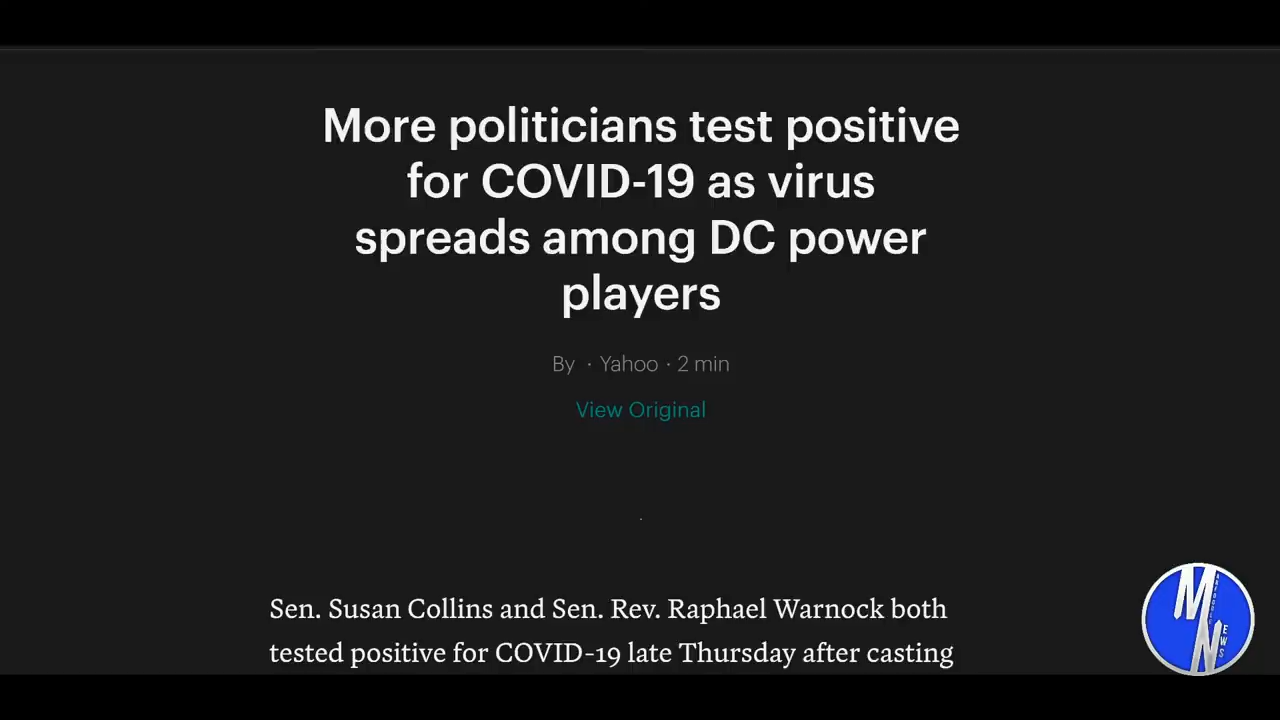 More politicians test positive
for COVID-19 as virus
spreads among DC power
players
By · Yahoo · 2 min
View Original
Sen. Susan Collins and Sen. Rev. Raphael Warnock both
tested positive for COVID-19 late Thursday after casting
M
N
EWS